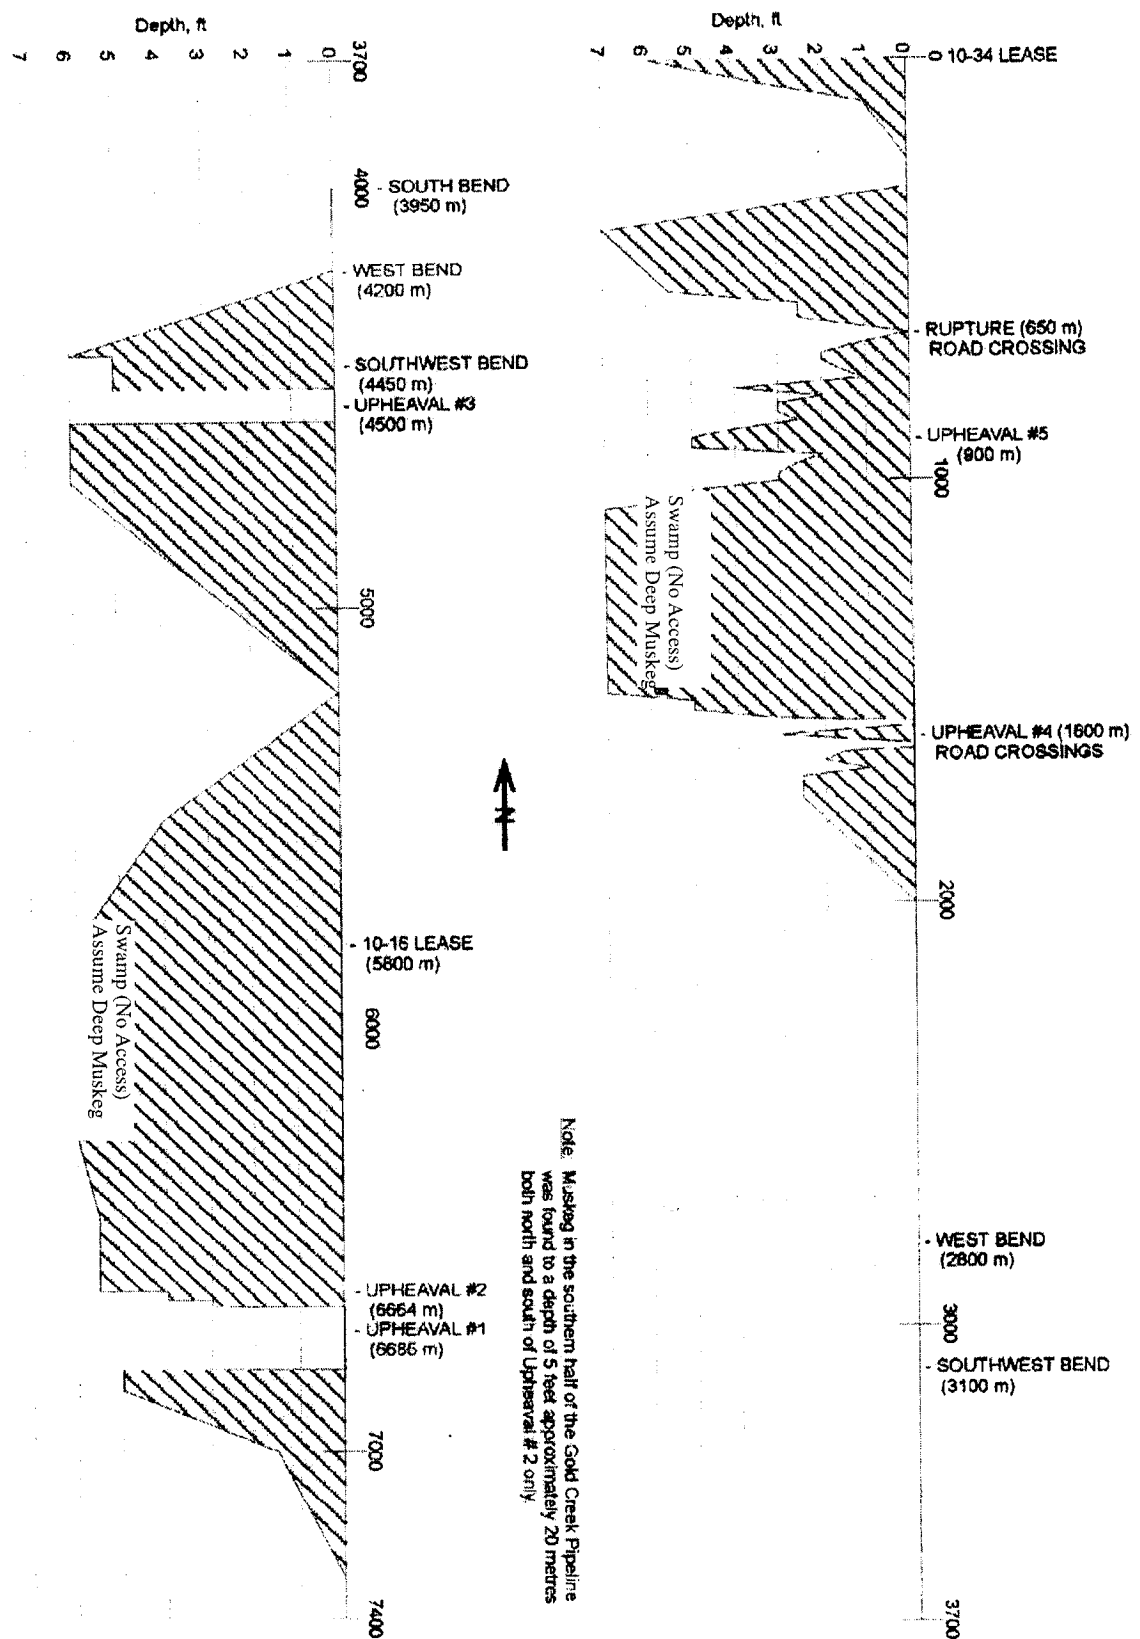 Depth, ft
7
6
5
4
3
2
1
0
0 10-34 LEASE
RUPTURE (650 m)
ROAD CROSSING
UPHEAVAL #5
(900 m)
1000
Swamp (No Access)
Assume Deep Muskeg
UPHEAVAL #4 (1600 m)
ROAD CROSSINGS
2000
WEST BEND
(2800 m)
3000
SOUTHWEST BEND
(3100 m)
3700
N
Note: Muskeg in the southern half of the Gold Creek Pipeline
was found to a depth of 5 feet approximately 20 metres
both north and south of Upheaval # 2 only.
Depth, ft
7
6
5
4
3
2
1
0
3700
4000
SOUTH BEND
(3950 m)
WEST BEND
(4200 m)
SOUTHWEST BEND
(4450 m)
UPHEAVAL #3
(4500 m)
5000
10-16 LEASE
(5800 m)
Swamp (No Access)
Assume Deep Muskeg
6000
UPHEAVAL #2
(6664 m)
UPHEAVAL #1
(6685 m)
7000
7400